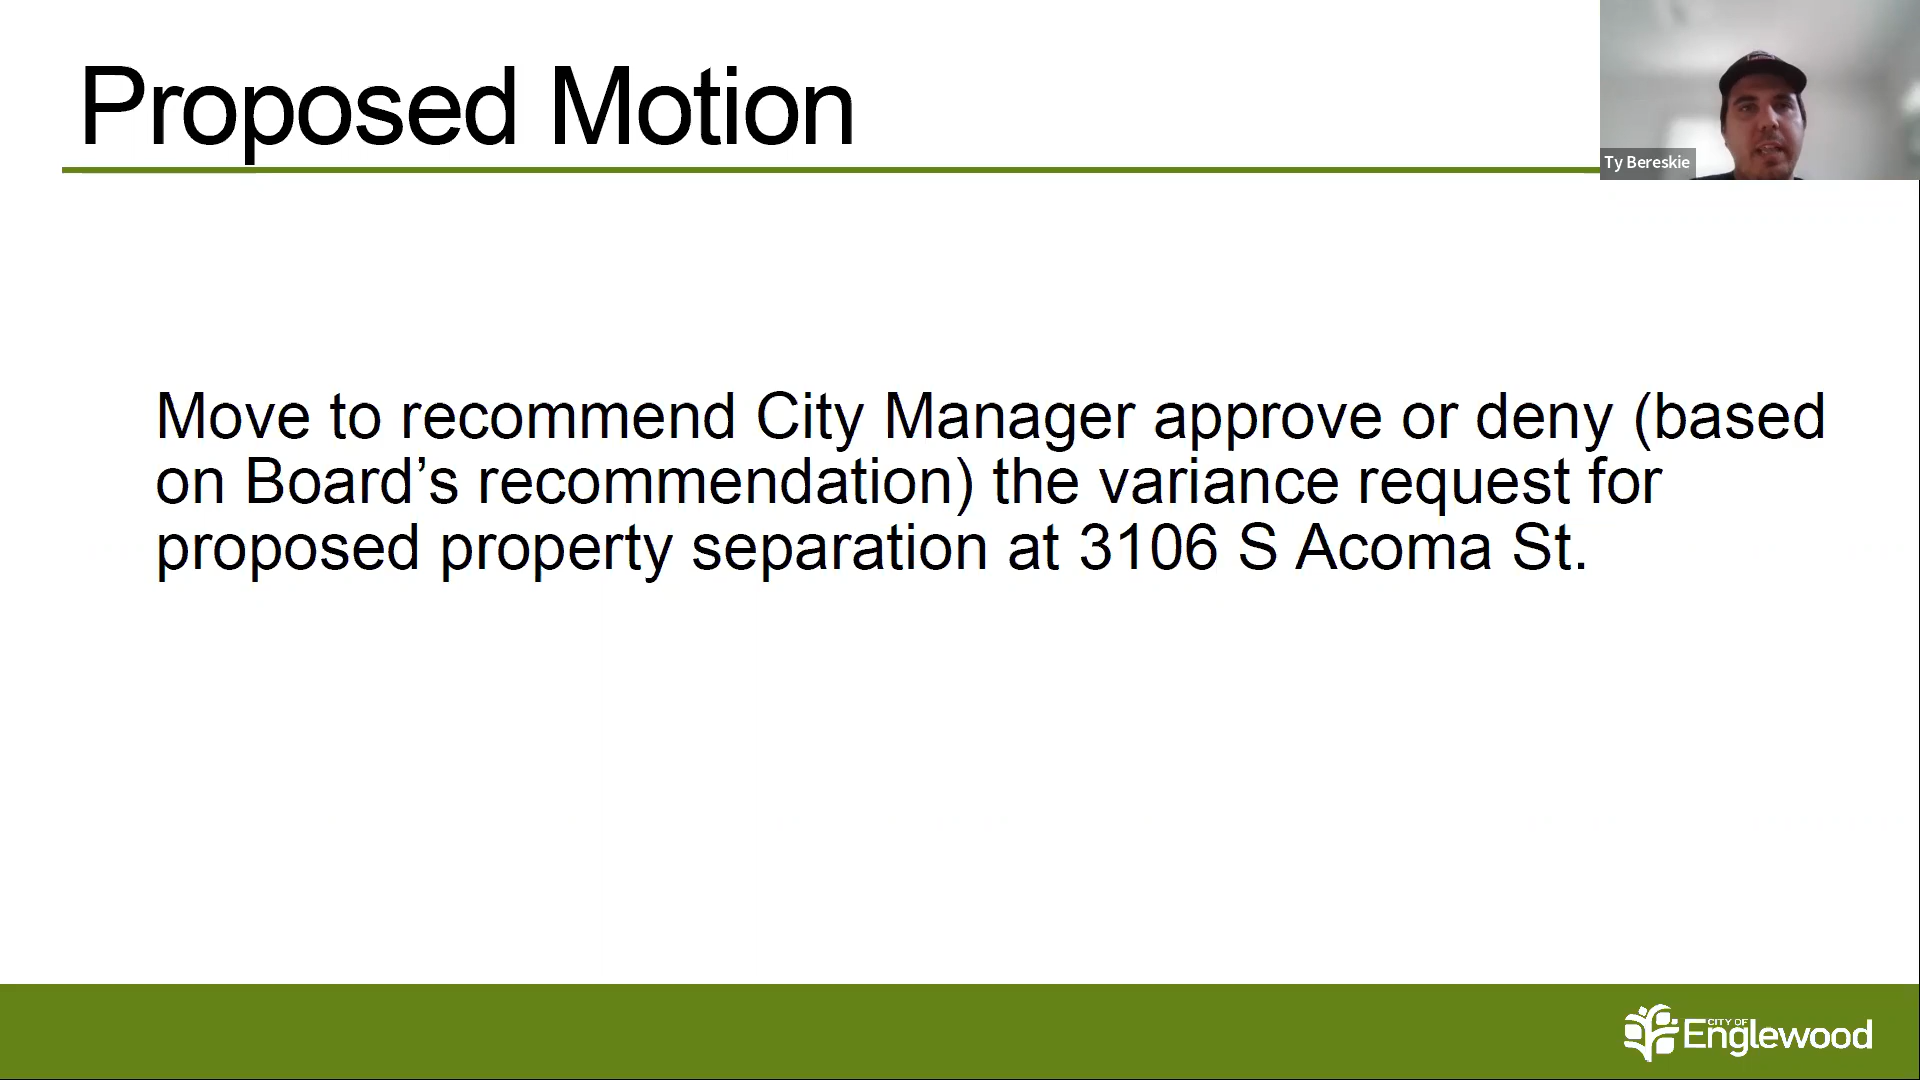 Proposed Motion
Ty Bereskie
Move to recommend City Manager approve or deny (based
on Board’s recommendation) the variance request for
proposed property separation at 3106 S Acoma St.
CITY OF
Englewood